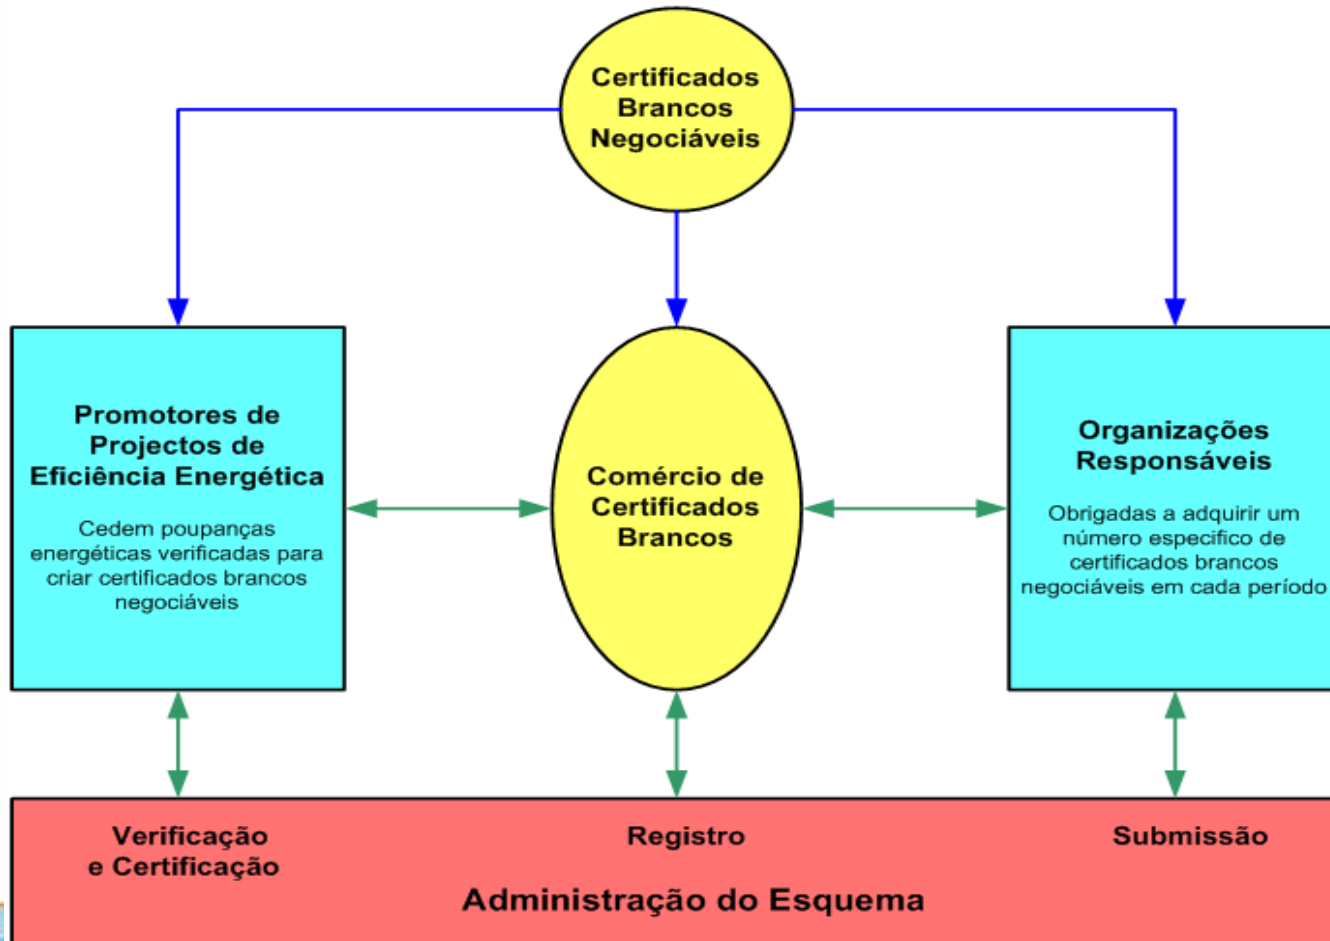 Certificados
Brancos
Negociáveis
Promotores de
Projectos de
Eficiência Energética
Cedem poupanças
energéticas verificadas para
criar certificados brancos
negociáveis
Comércio de
Certificados
Brancos
Organizações
Responsáveis
Obrigadas a adquirir um
número especifico de
certificados brancos
negociáveis em cada período
Verificação
e Certificação
Registro
Submissão
Administração do Esquema